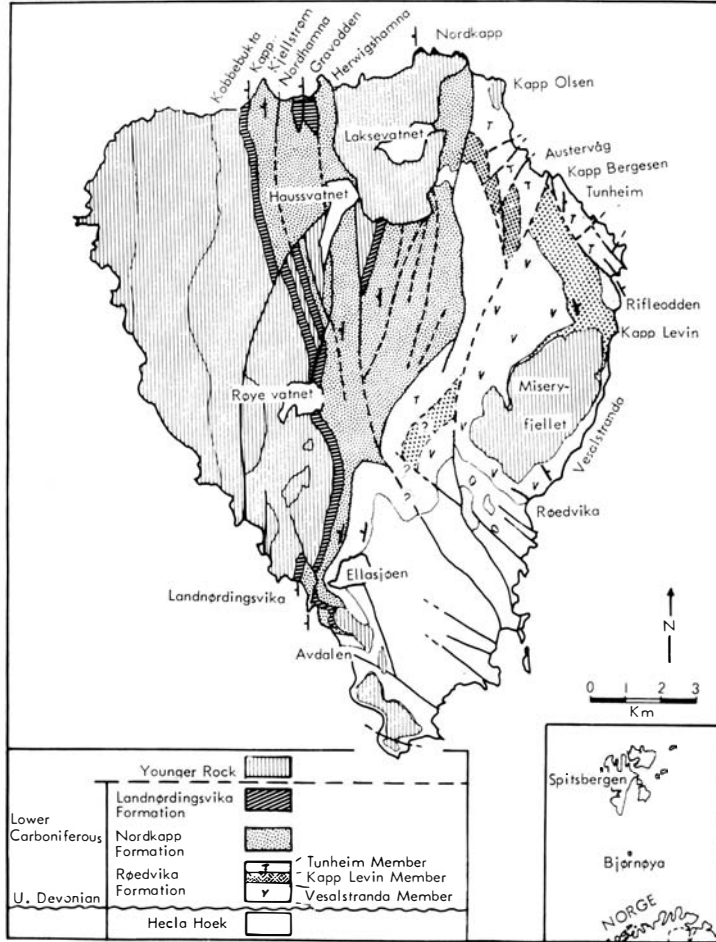 Kobbebukta
Kapp
Kjellstrøm
Nordhamna
Gravodden
Herwigshamna
Nordkapp
Kapp Olsen
Laksevatnet
Austervåg
Kapp Bergesen
Tunheim
Haussvatnet
Rifleodden
Kapp Levin
Røye vatnet
Misery-
fjellet
Vesalstranda
Røedvika
Ellasjøen
Landnørdingsvika
Avdalen
N
0 1 2 3
Km
Younger Rock
Lower
Carboniferous
Landnørdingsvika
Formation
Nordkapp
Formation
Røedvika
Formation
T
Tunheim Member
Kapp Levin Member
V
Vesalstranda Member
U. Devonian
Hecla Hoek
Spitsbergen
Bjørnøya
NORGE